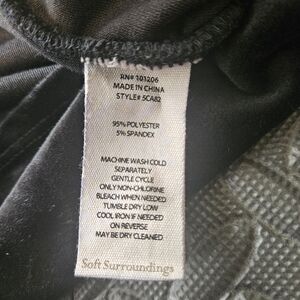 RN# 101206
MADE IN CHINA
STYLE# 5CA82
95% POLYESTER
5% SPANDEX
MACHINE WASH COLD
SEPARATELY
GENTLE CYCLE
ONLY NON-CHLORINE
BLEACH WHEN NEEDED
TUMBLE DRY LOW
COOL IRON IF NEEDED
ON REVERSE
MAY BE DRY CLEANED
Soft Surroundings